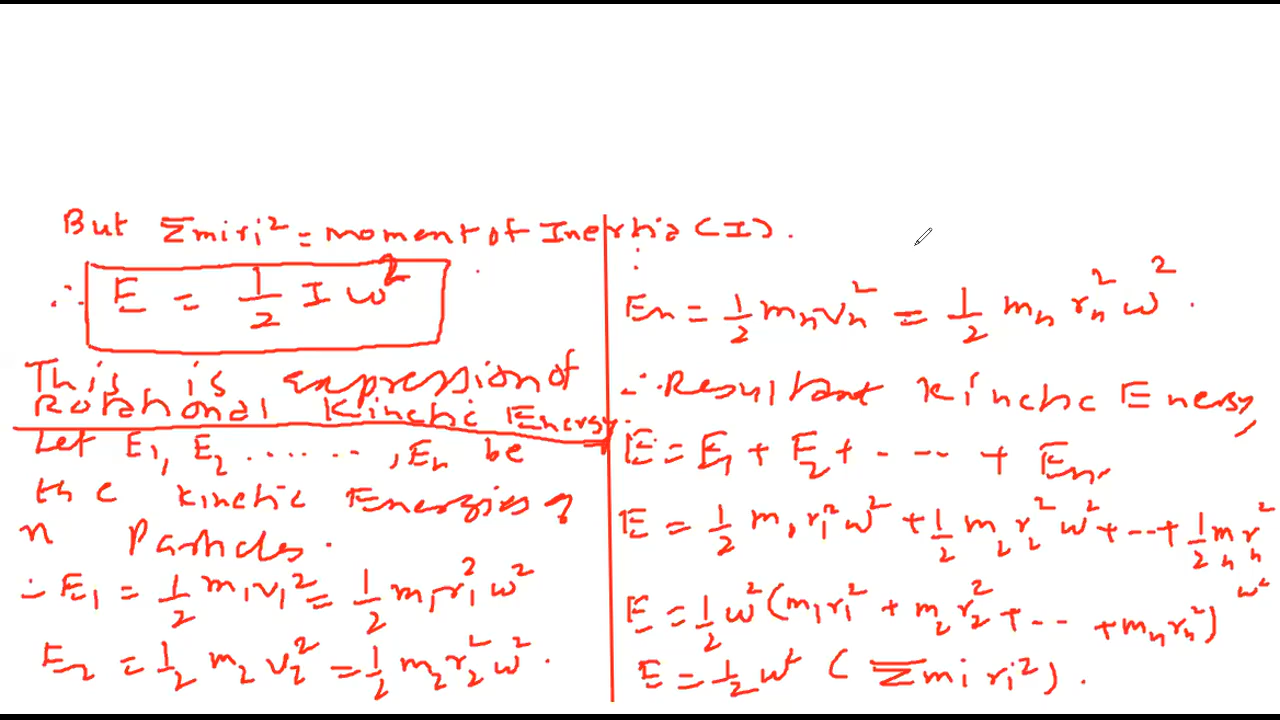 But Σmiri² = moment of Inertia (I).
∴ E = 1/2 I ω²
This is expression of
Rotational Kinetic Energy.
Let E1, E2 ......., En be
the kinetic Energies of
n Particles.
∴ E1 = 1/2 m1v1² = 1/2 m1r1²ω²
E2 = 1/2 m2v2² = 1/2 m2r2²ω².
⋮
En = 1/2 mnvn² = 1/2 mn rn² ω².
∴ Resultant kinetic Energy,
E = E1 + E2 + ..... + En,
E = 1/2 m1r1²ω² + 1/2 m2r2²ω² + --- + 1/2 mnrn²ω²
E = 1/2 ω² (m1r1² + m2r2² + --- + mnrn²)
E = 1/2 ω² (Σmiri²).